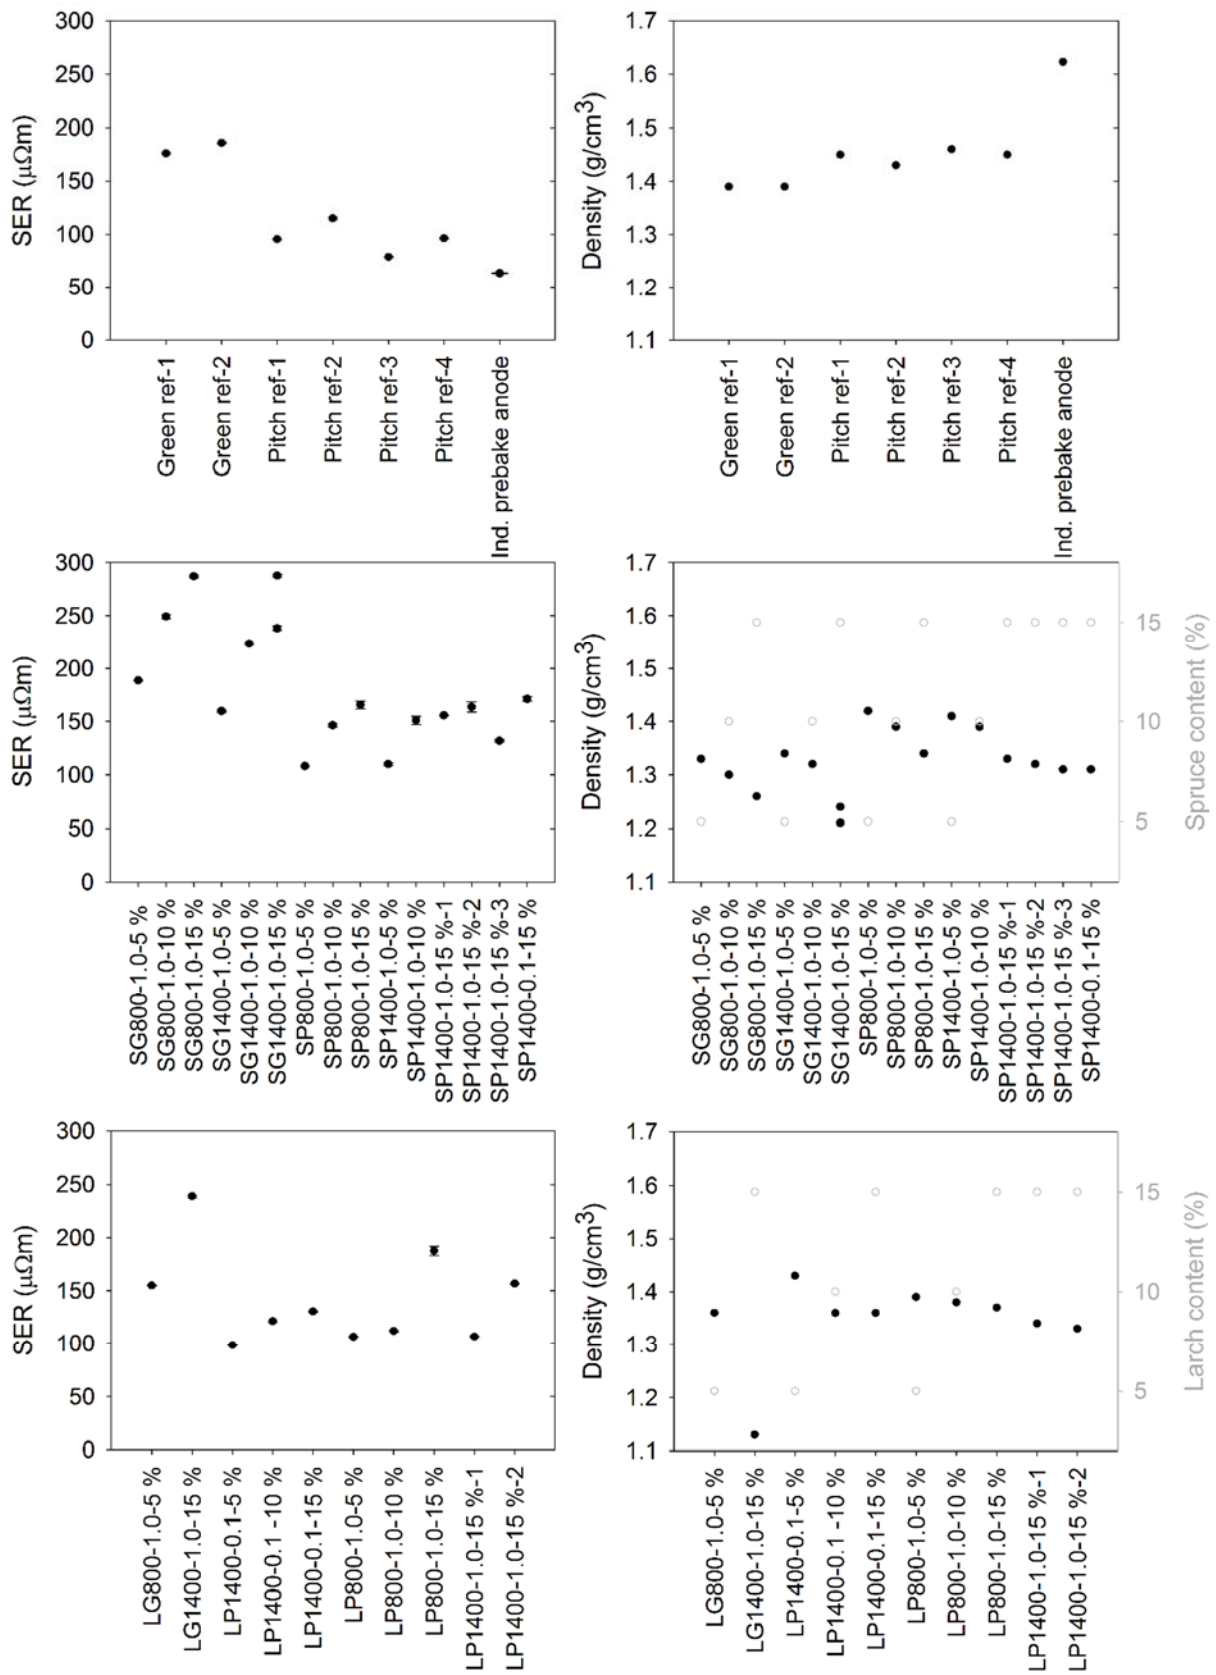 300
250
200
150
100
50
0
SER (μΩm)
Green ref-1
Green ref-2
Pitch ref-1
Pitch ref-2
Pitch ref-3
Pitch ref-4
Ind. prebake anode
1.7
1.6
1.5
1.4
1.3
1.2
1.1
Density (g/cm³)
Green ref-1
Green ref-2
Pitch ref-1
Pitch ref-2
Pitch ref-3
Pitch ref-4
Ind. prebake anode
300
250
200
150
100
50
0
SER (μΩm)
SG800-1.0-5 %
SG800-1.0-10 %
SG800-1.0-15 %
SG1400-1.0-5 %
SG1400-1.0-10 %
SG1400-1.0-15 %
SP800-1.0-5 %
SP800-1.0-10 %
SP800-1.0-15 %
SP1400-1.0-5 %
SP1400-1.0-10 %
SP1400-1.0-15 %-1
SP1400-1.0-15 %-2
SP1400-1.0-15 %-3
SP1400-0.1-15 %
1.7
1.6
1.5
1.4
1.3
1.2
1.1
Density (g/cm³)
SG800-1.0-5 %
SG800-1.0-10 %
SG800-1.0-15 %
SG1400-1.0-5 %
SG1400-1.0-10 %
SG1400-1.0-15 %
SP800-1.0-5 %
SP800-1.0-10 %
SP800-1.0-15 %
SP1400-1.0-5 %
SP1400-1.0-10 %
SP1400-1.0-15 %-1
SP1400-1.0-15 %-2
SP1400-1.0-15 %-3
SP1400-0.1-15 %
15
10
5
Spruce content (%)
300
250
200
150
100
50
0
SER (μΩm)
LG800-1.0-5 %
LG1400-1.0-15 %
LP1400-0.1-5 %
LP1400-0.1 -10 %
LP1400-0.1-15 %
LP800-1.0-5 %
LP800-1.0-10 %
LP800-1.0-15 %
LP1400-1.0-15 %-1
LP1400-1.0-15 %-2
1.7
1.6
1.5
1.4
1.3
1.2
1.1
Density (g/cm³)
LG800-1.0-5 %
LG1400-1.0-15 %
LP1400-0.1-5 %
LP1400-0.1 -10 %
LP1400-0.1-15 %
LP800-1.0-5 %
LP800-1.0-10 %
LP800-1.0-15 %
LP1400-1.0-15 %-1
LP1400-1.0-15 %-2
15
10
5
Larch content (%)